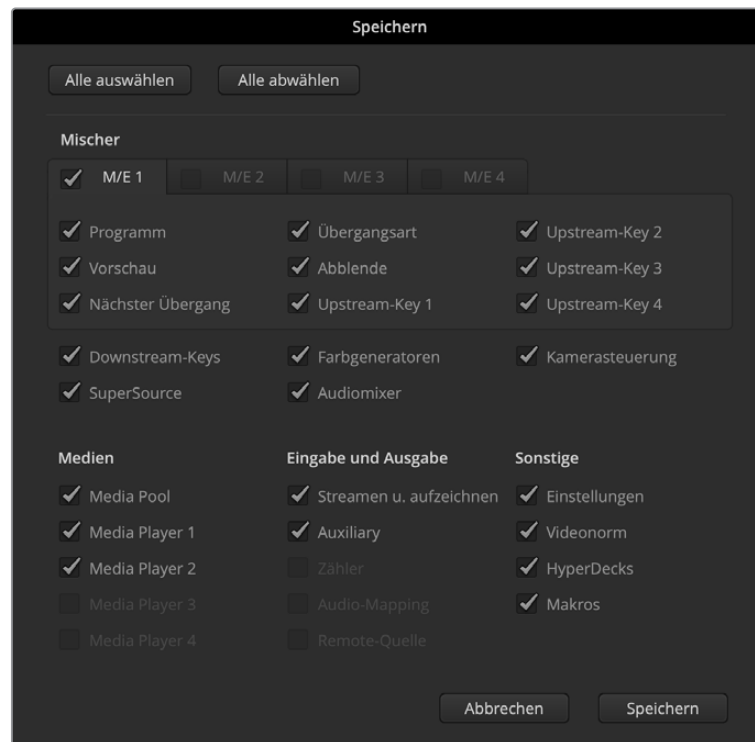 Speichern
Alle auswählen Alle abwählen
Mischer
M/E 1 M/E 2 M/E 3 M/E 4
Programm Übergangsart Upstream-Key 2
Vorschau Abblende Upstream-Key 3
Nächster Übergang Upstream-Key 1 Upstream-Key 4
Downstream-Keys Farbgeneratoren Kamerasteuerung
SuperSource Audiomixer
Medien Eingabe und Ausgabe Sonstige
Media Pool Streamen u. aufzeichnen Einstellungen
Media Player 1 Auxiliary Videonorm
Media Player 2 Zähler HyperDecks
Media Player 3 Audio-Mapping Makros
Media Player 4 Remote-Quelle
Abbrechen Speichern